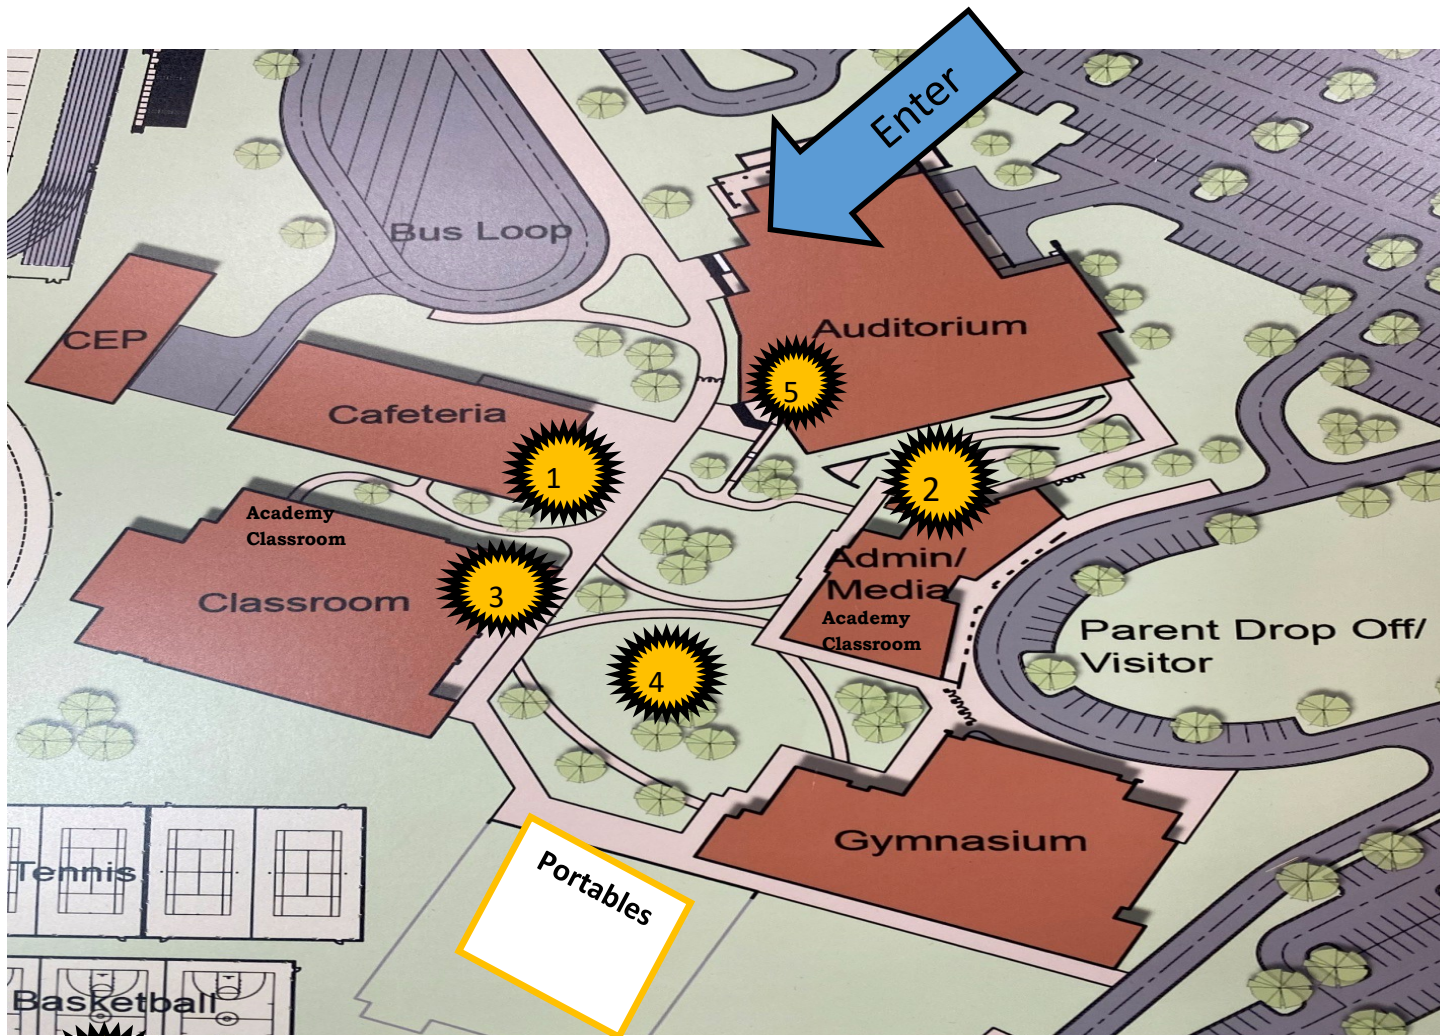 Enter
Bus Loop
CEP
Auditorium
Cafeteria
5
1
2
Academy
Classroom
Admin/
Media
Classroom
3
Academy
Classroom
Parent Drop Off/
Visitor
4
Gymnasium
Portables
Tennis
Basketball